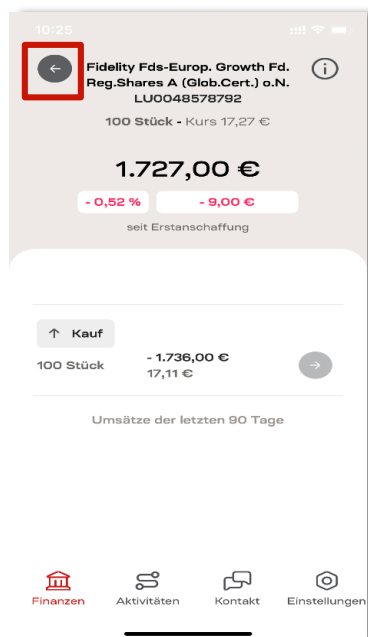 10:25
Fidelity Fds-Europ. Growth Fd.
Reg.Shares A (Glob.Cert.) o.N.
LU0048578792
100 Stück - Kurs 17,27 €
1.727,00 €
- 0,52 % - 9,00 €
seit Erstanschaffung
Kauf
100 Stück - 1.736,00 €
17,11 €
Umsätze der letzten 90 Tage
Finanzen Aktivitäten Kontakt Einstellungen